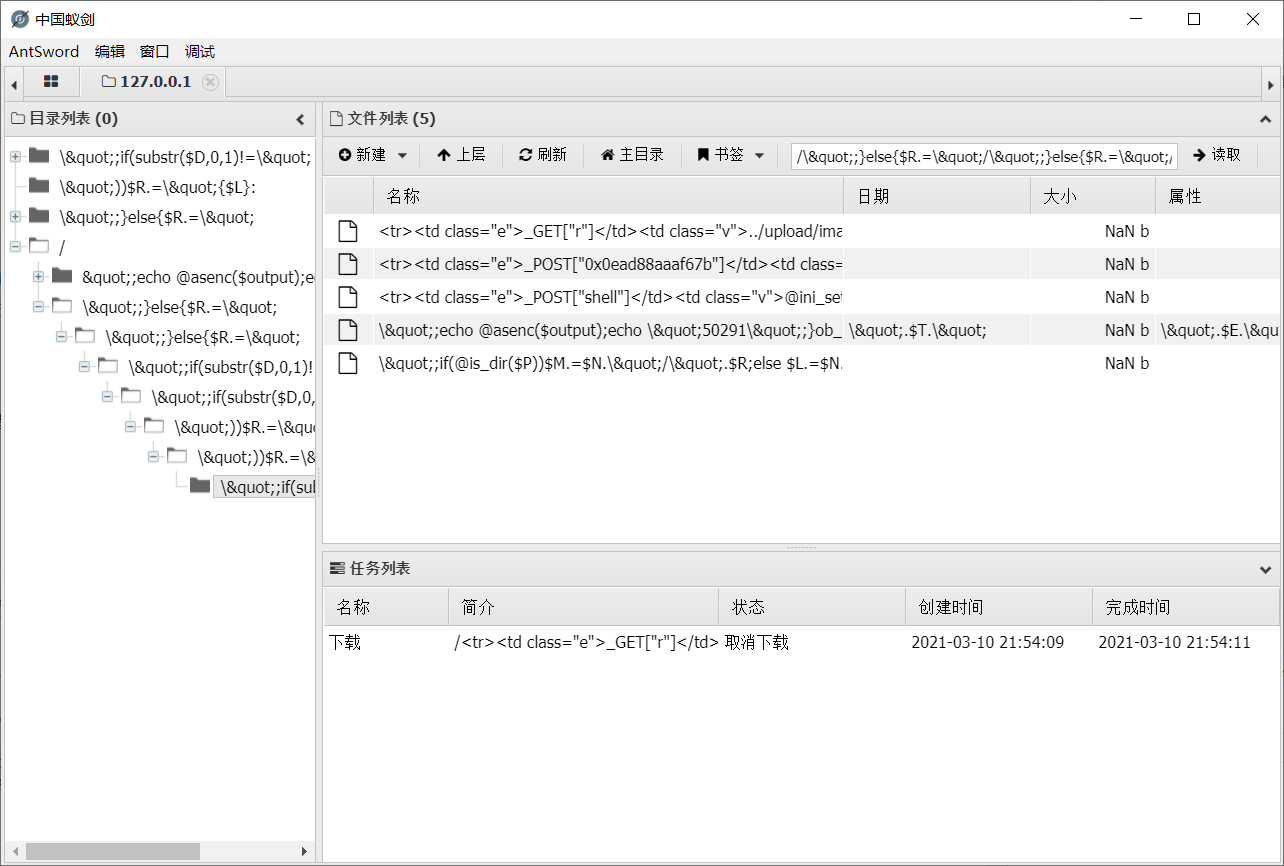 中国蚁剑
AntSword 编辑 窗口 调试
127.0.0.1
目录列表 (0)
\&quot;;if(substr($D,0,1)!=\&quot;
\&quot;))$R.=\&quot;{$L}:
\&quot;;}else{$R.=\&quot;
/
&quot;;echo @asenc($output);e
\&quot;;}else{$R.=\&quot;
\&quot;;}else{$R.=\&quot;
\&quot;;if(substr($D,0,1)!
\&quot;;if(substr($D,0,
\&quot;))$R.=\&quo
\&quot;))$R.=\&
\&quot;;if(sul
文件列表 (5)
新建 上层 刷新 主目录 书签 /\&quot;;}else{$R.=\&quot;/\&quot;;}else{$R.=\&quot;/ 读取
名称 日期 大小 属性
<tr><td class="e">_GET["r"]</td><td class="v">../upload/ima NaN b
<tr><td class="e">_POST["0x0ead88aaaf67b"]</td><td clas= NaN b
<tr><td class="e">_POST["shell"]</td><td class="v">@ini_set NaN b
\&quot;;echo @asenc($output);echo \&quot;50291\&quot;;}ob_ \&quot;.$T.\&quot; NaN b \&quot;.$E.\&qu
\&quot;;if(@is_dir($P))$M.=$N.\&quot;/\&quot;.$R;else $L.=$N. NaN b
任务列表
名称 简介 状态 创建时间 完成时间
下载 /<tr><td class="e">_GET["r"]</td> 取消下载 2021-03-10 21:54:09 2021-03-10 21:54:11